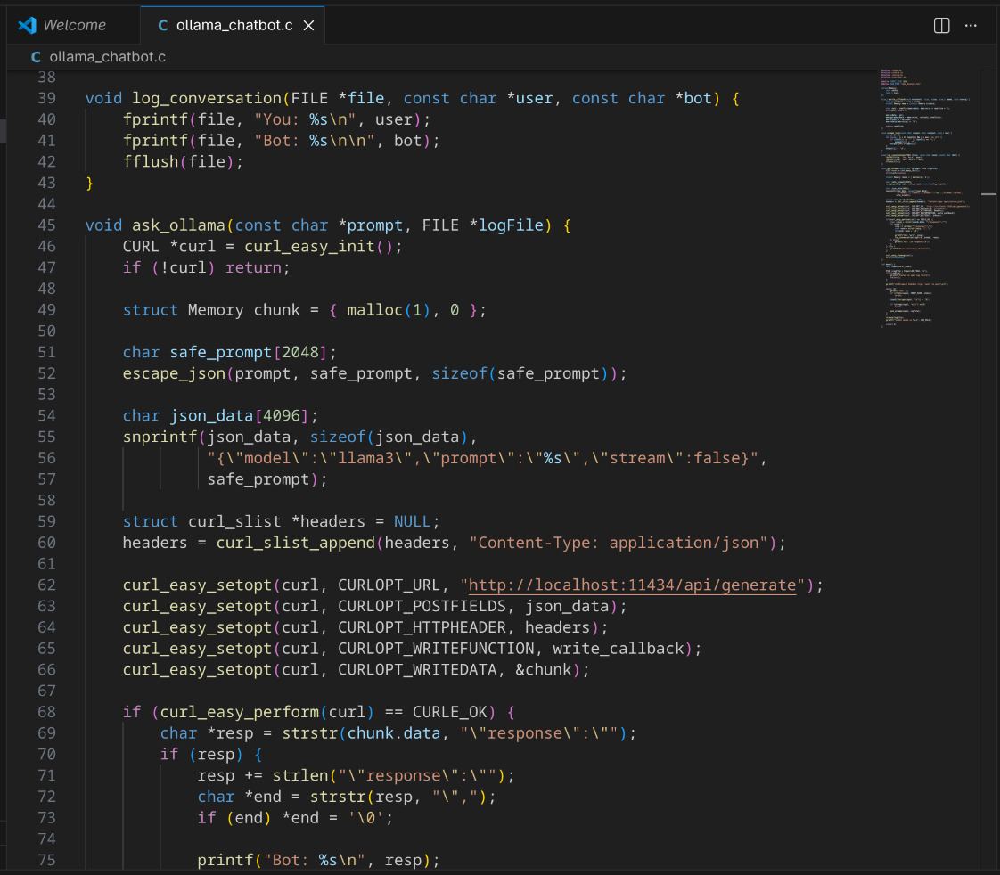 Welcome
C ollama_chatbot.c
C ollama_chatbot.c
38
39 void log_conversation(FILE *file, const char *user, const char *bot) {
40     fprintf(file, "You: %s\n", user);
41     fprintf(file, "Bot: %s\n\n", bot);
42     fflush(file);
43 }
44
45 void ask_ollama(const char *prompt, FILE *logFile) {
46     CURL *curl = curl_easy_init();
47     if (!curl) return;
48
49     struct Memory chunk = { malloc(1), 0 };
50
51     char safe_prompt[2048];
52     escape_json(prompt, safe_prompt, sizeof(safe_prompt));
53
54     char json_data[4096];
55     snprintf(json_data, sizeof(json_data),
56              "{\"model\":\"llama3\",\"prompt\":\"%s\",\"stream\":false}",
57              safe_prompt);
58
59     struct curl_slist *headers = NULL;
60     headers = curl_slist_append(headers, "Content-Type: application/json");
61
62     curl_easy_setopt(curl, CURLOPT_URL, "http://localhost:11434/api/generate");
63     curl_easy_setopt(curl, CURLOPT_POSTFIELDS, json_data);
64     curl_easy_setopt(curl, CURLOPT_HTTPHEADER, headers);
65     curl_easy_setopt(curl, CURLOPT_WRITEFUNCTION, write_callback);
66     curl_easy_setopt(curl, CURLOPT_WRITEDATA, &chunk);
67
68     if (curl_easy_perform(curl) == CURLE_OK) {
69         char *resp = strstr(chunk.data, "\"response\":\"");
70         if (resp) {
71             resp += strlen("\"response\":\"");
72             char *end = strstr(resp, "\",");
73             if (end) *end = '\0';
74
75             printf("Bot: %s\n", resp);